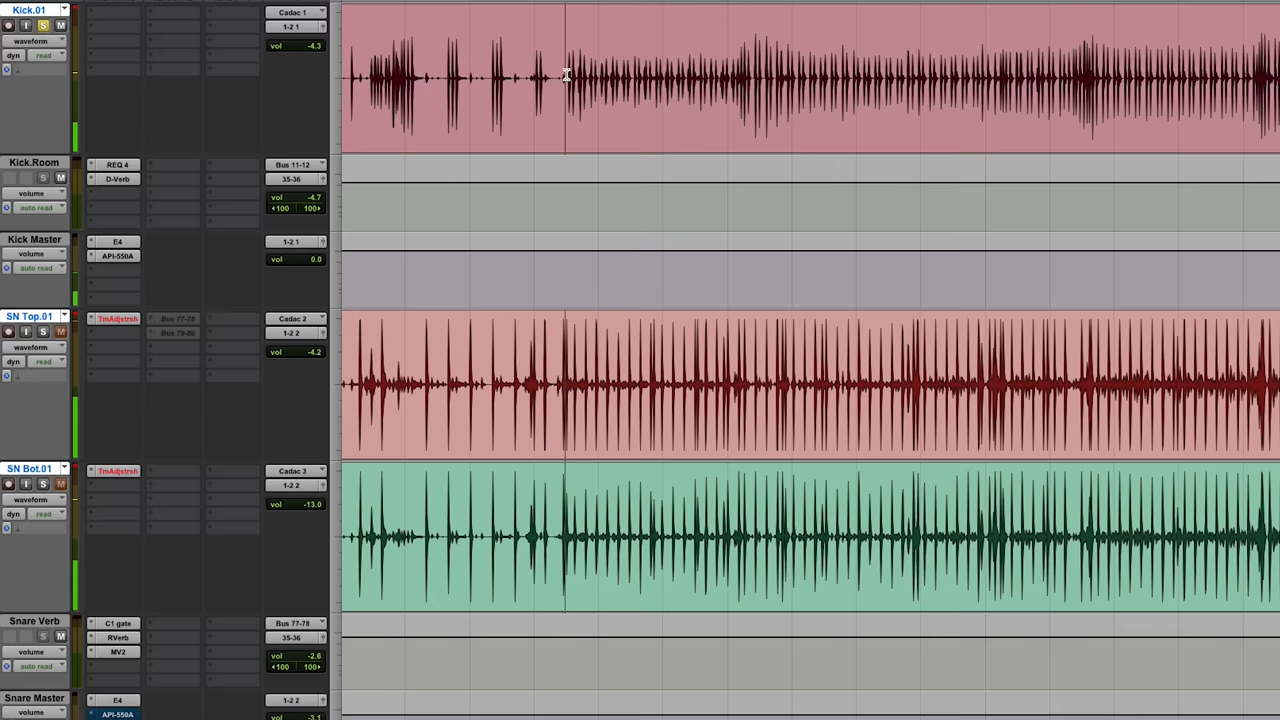 Kick.01
I S M
waveform
dyn read
Cadac 1
1-2 1
vol -4.3
Kick.Room
S M
volume
auto read
REQ 4
D-Verb
Bus 11-12
35-36
vol -4.7
100 100
Kick Master
volume
auto read
E4
API-550A
1-2 1
vol 0.0
SN Top.01
I S M
waveform
dyn read
TmAdjstrsh
Bus 77-78
Bus 79-80
Cadac 2
1-2 2
vol -4.2
SN Bot.01
I S M
waveform
dyn read
TmAdjstrsh
Cadac 3
1-2 2
vol -13.0
Snare Verb
S M
volume
auto read
C1 gate
RVerb
MV2
Bus 77-78
35-36
vol -2.6
100 100
Snare Master
volume
E4
API-550A
1-2 2
vol -3.1